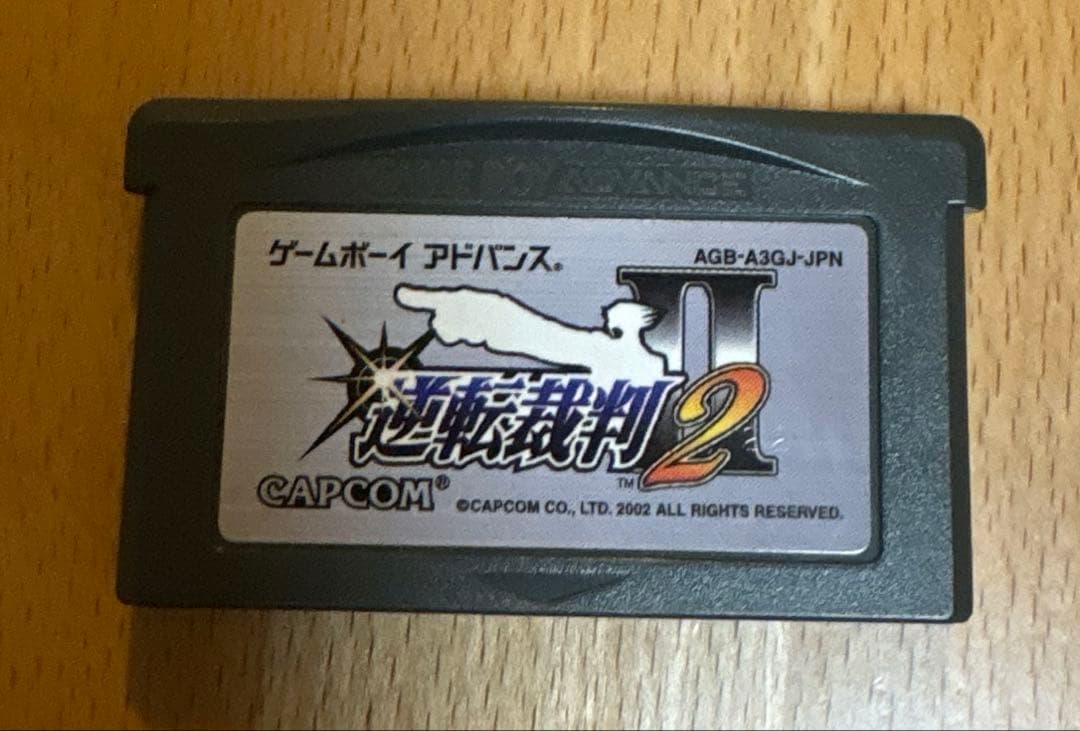 GAME BOY ADVANCE
ゲームボーイ アドバンス®
AGB-A3GJ-JPN
II
逆転裁判2
TM
CAPCOM®
©CAPCOM CO., LTD. 2002 ALL RIGHTS RESERVED.